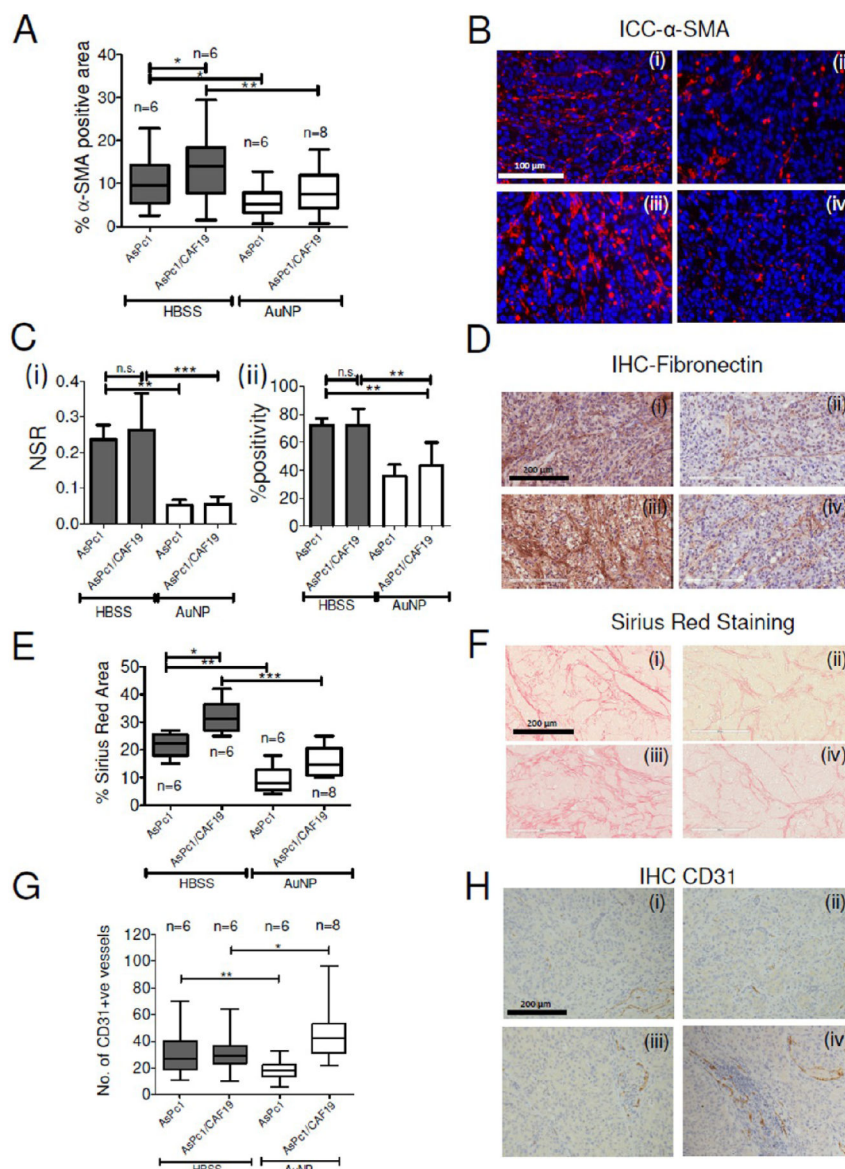 A
% α-SMA positive area
40
30
20
10
0
*
n=6
*
**
n=6
n=6
n=8
AsPc1
AsPc1/CAF19
AsPc1
AsPc1/CAF19
HBSS
AuNP
B
ICC-α-SMA
(i)
(ii
100 µm
(iii)
(iv
C
(i)
NSR
0.4
0.3
0.2
0.1
0.0
n.s.
***
**
AsPc1
AsPc1/CAF19
AsPc1
AsPc1/CAF19
HBSS
AuNP
(ii)
%positivity
100
80
60
40
20
0
n.s.
**
**
AsPc1
AsPc1/CAF19
AsPc1
AsPc1/CAF19
HBSS
AuNP
D
IHC-Fibronectin
(i)
(ii)
200 µm
(iii)
(iv)
E
% Sirius Red Area
50
40
30
20
10
0
*
**
***
n=6
n=6
n=6
n=8
AsPc1
AsPc1/CAF19
AsPc1
AsPc1/CAF19
HBSS
AuNP
F
Sirius Red Staining
(i)
(ii)
200 µm
(iii)
(iv)
G
No. of CD31+ve vessels
120
100
80
60
40
20
0
n=6
n=6
n=6
n=8
*
**
AsPc1
AsPc1/CAF19
AsPc1
AsPc1/CAF19
HBSS
AuNP
H
IHC CD31
(i)
(ii)
200 µm
(iii)
(iv